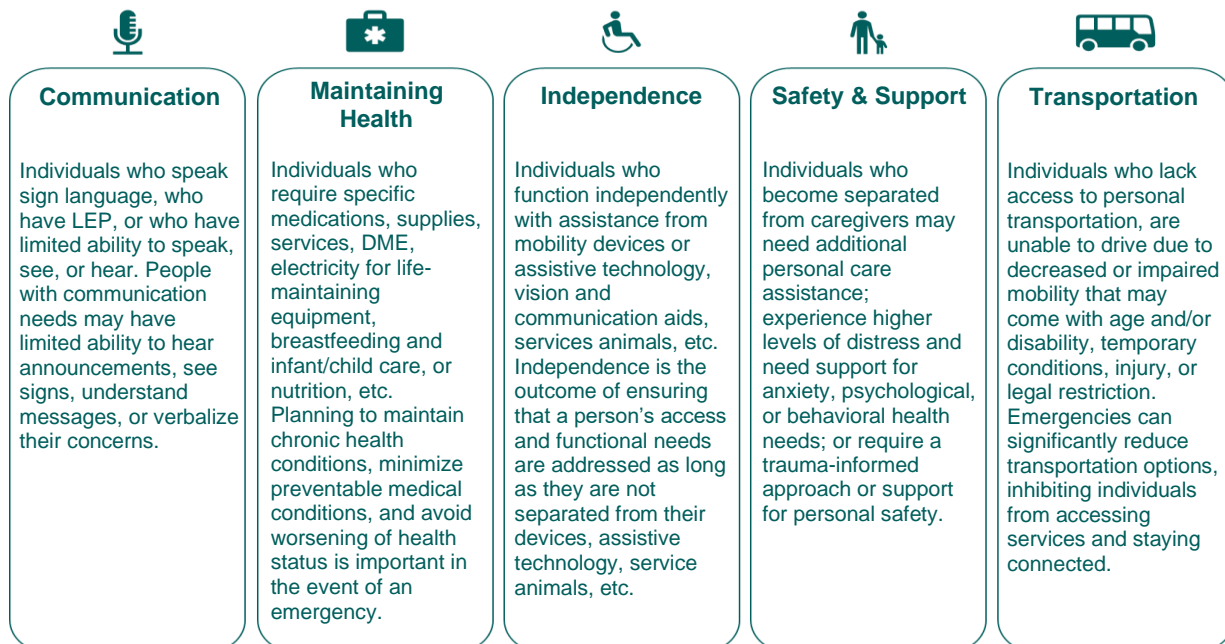 Communication
Individuals who speak
sign language, who
have LEP, or who have
limited ability to speak,
see, or hear. People
with communication
needs may have
limited ability to hear
announcements, see
signs, understand
messages, or verbalize
their concerns.
Maintaining
Health
Individuals who
require specific
medications, supplies,
services, DME,
electricity for life-
maintaining
equipment,
breastfeeding and
infant/child care, or
nutrition, etc.
Planning to maintain
chronic health
conditions, minimize
preventable medical
conditions, and avoid
worsening of health
status is important in
the event of an
emergency.
Independence
Individuals who
function independently
with assistance from
mobility devices or
assistive technology,
vision and
communication aids,
services animals, etc.
Independence is the
outcome of ensuring
that a person's access
and functional needs
are addressed as long
as they are not
separated from their
devices, assistive
technology, service
animals, etc.
Safety & Support
Individuals who
become separated
from caregivers may
need additional
personal care
assistance;
experience higher
levels of distress and
need support for
anxiety, psychological,
or behavioral health
needs; or require a
trauma-informed
approach or support
for personal safety.
Transportation
Individuals who lack
access to personal
transportation, are
unable to drive due to
decreased or impaired
mobility that may
come with age and/or
disability, temporary
conditions, injury, or
legal restriction.
Emergencies can
significantly reduce
transportation options,
inhibiting individuals
from accessing
services and staying
connected.